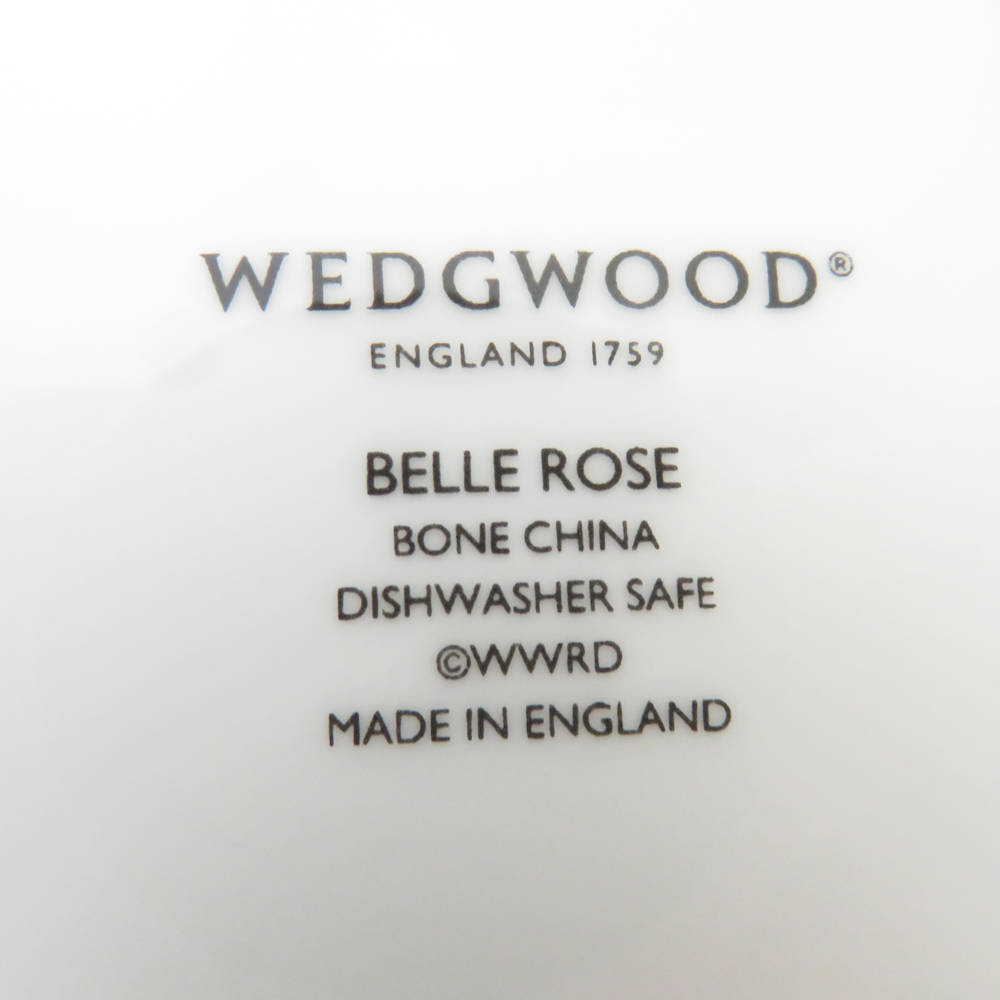 WEDGWOOD®
ENGLAND 1759
BELLE ROSE
BONE CHINA
DISHWASHER SAFE
©WWRD
MADE IN ENGLAND